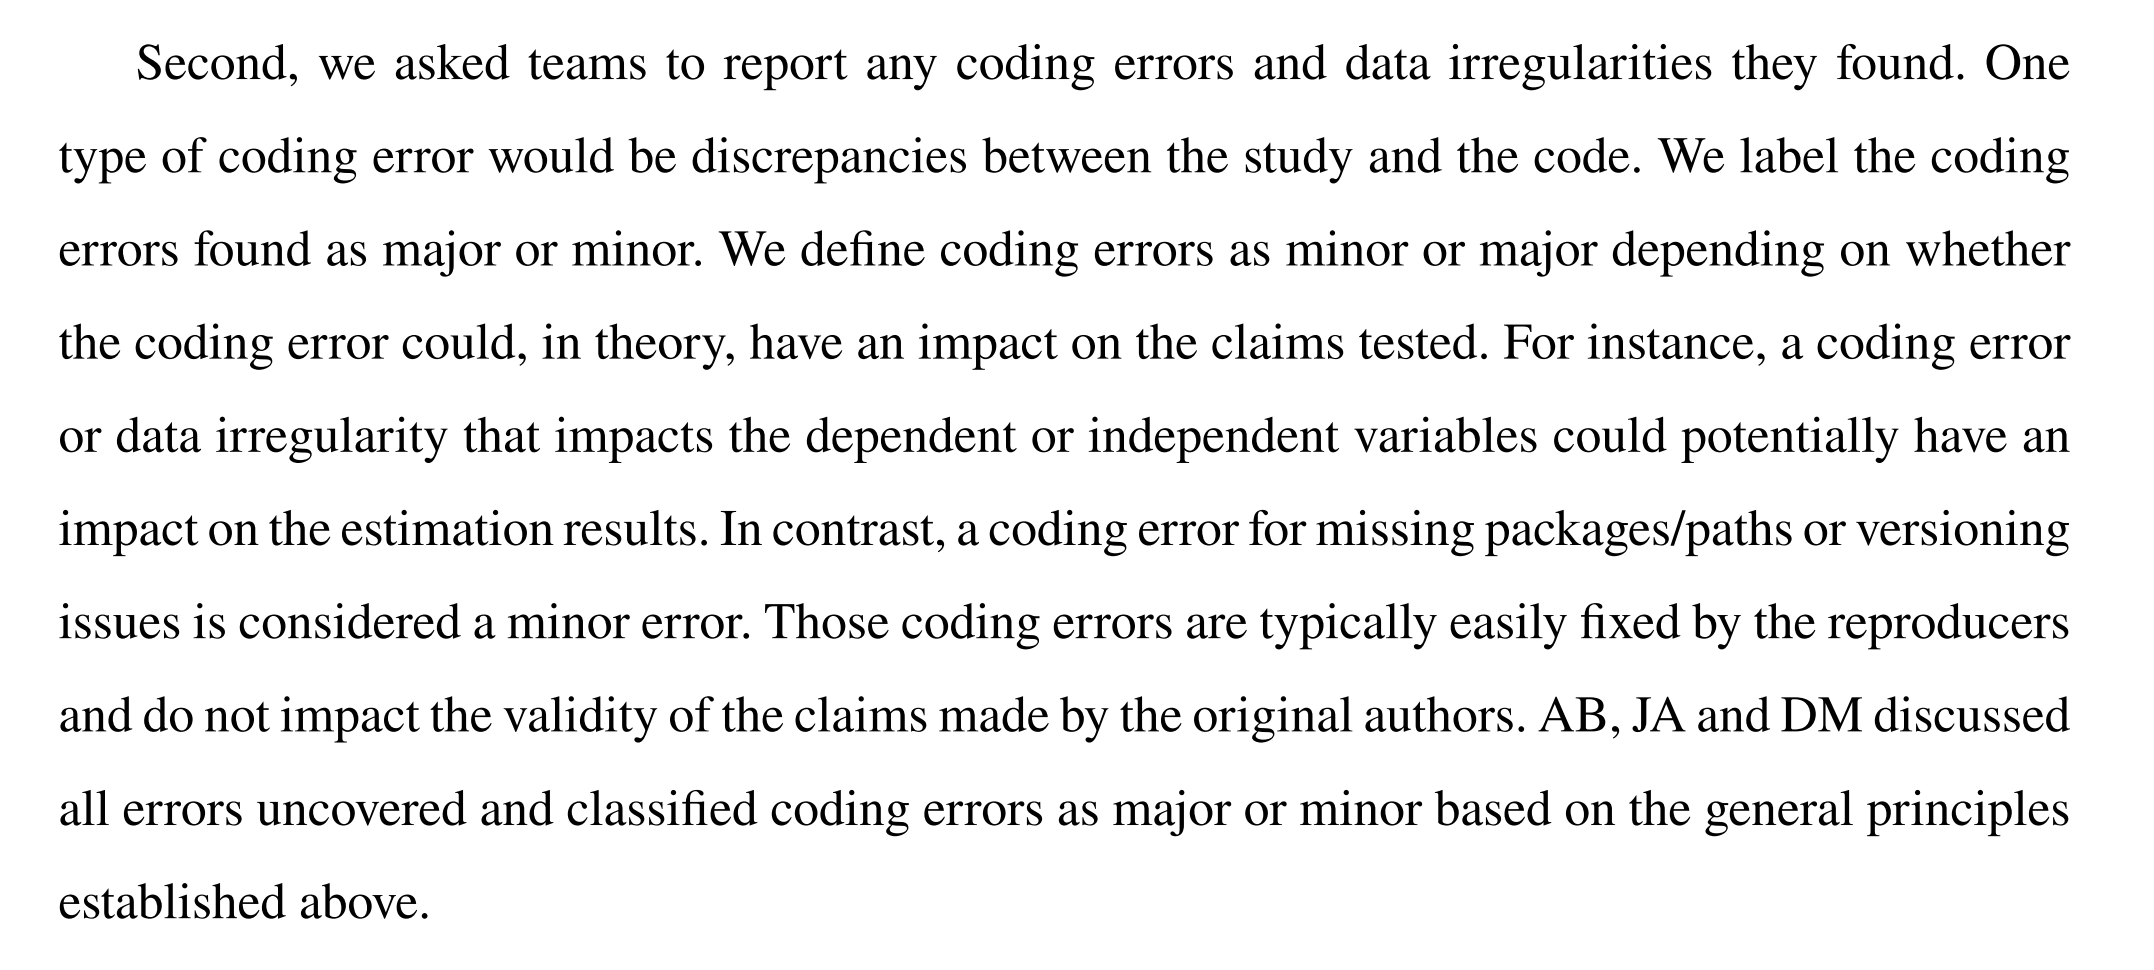 Second, we asked teams to report any coding errors and data irregularities they found. One
type of coding error would be discrepancies between the study and the code. We label the coding
errors found as major or minor. We define coding errors as minor or major depending on whether
the coding error could, in theory, have an impact on the claims tested. For instance, a coding error
or data irregularity that impacts the dependent or independent variables could potentially have an
impact on the estimation results. In contrast, a coding error for missing packages/paths or versioning
issues is considered a minor error. Those coding errors are typically easily fixed by the reproducers
and do not impact the validity of the claims made by the original authors. AB, JA and DM discussed
all errors uncovered and classified coding errors as major or minor based on the general principles
established above.